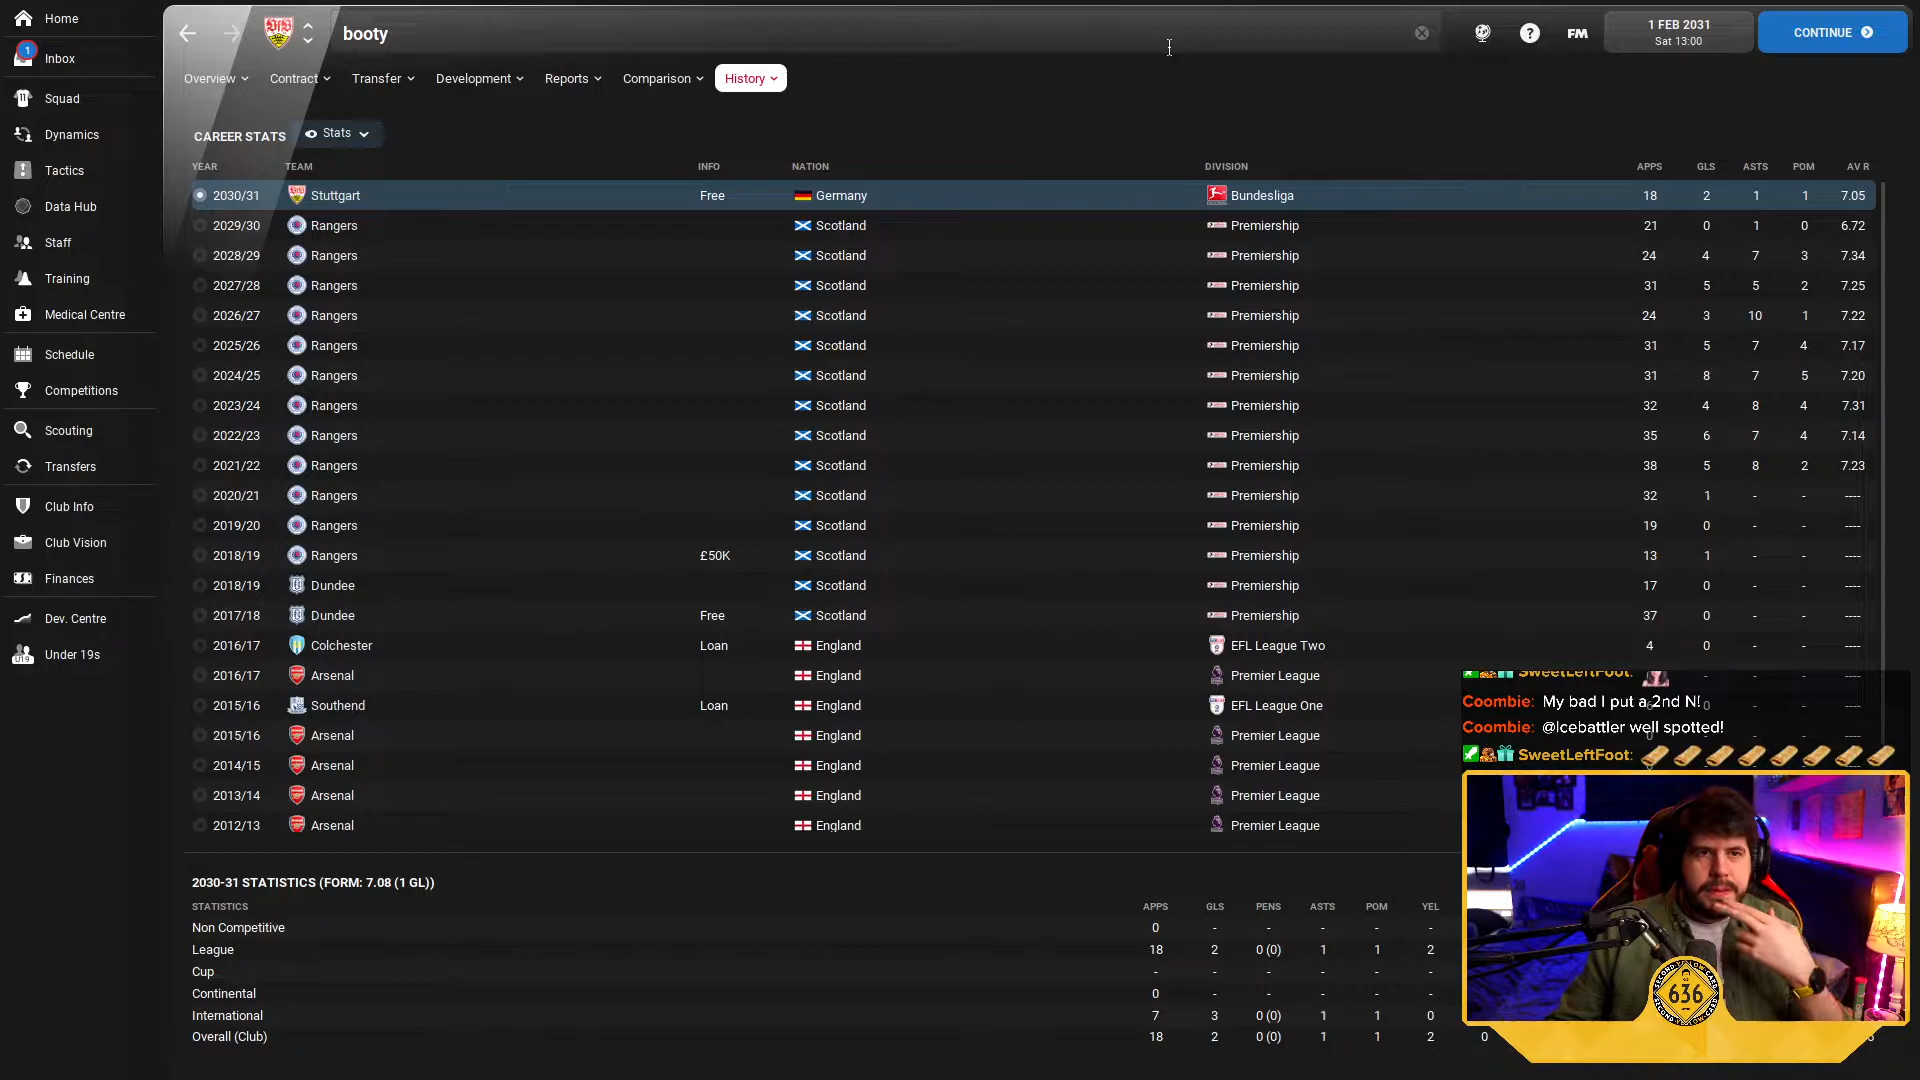 Home
booty
1 FEB 2031
Sat 13:00
CONTINUE
FM
1
Inbox
Overview
Contract
Transfer
Development
Reports
Comparison
History
Squad
Dynamics
Tactics
Data Hub
Staff
Training
Medical Centre
Schedule
Competitions
Scouting
Transfers
Club Info
Club Vision
Finances
Dev. Centre
Under 19s
CAREER STATS Stats
YEAR TEAM INFO NATION DIVISION APPS GLS ASTS POM AV R
2030/31 Stuttgart Free Germany Bundesliga 18 2 1 1 7.05
2029/30 Rangers Scotland Premiership 21 0 1 0 6.72
2028/29 Rangers Scotland Premiership 24 4 7 3 7.34
2027/28 Rangers Scotland Premiership 31 5 5 2 7.25
2026/27 Rangers Scotland Premiership 24 3 10 1 7.22
2025/26 Rangers Scotland Premiership 31 5 7 4 7.17
2024/25 Rangers Scotland Premiership 31 8 7 5 7.20
2023/24 Rangers Scotland Premiership 32 4 8 4 7.31
2022/23 Rangers Scotland Premiership 35 6 7 4 7.14
2021/22 Rangers Scotland Premiership 38 5 8 2 7.23
2020/21 Rangers Scotland Premiership 32 1 - - ----
2019/20 Rangers Scotland Premiership 19 0 - - ----
2018/19 Rangers £50K Scotland Premiership 13 1 - - ----
2018/19 Dundee Scotland Premiership 17 0 - - ----
2017/18 Dundee Free Scotland Premiership 37 0 - - ----
2016/17 Colchester Loan England EFL League Two 4 0 - - ----
2016/17 Arsenal England Premier League
2015/16 Southend Loan England EFL League One
2015/16 Arsenal England Premier League
2014/15 Arsenal England Premier League
2013/14 Arsenal England Premier League
2012/13 Arsenal England Premier League
SweetLeftFoot:
Coombie: My bad I put a 2nd N!
Coombie: @Icebattler well spotted!
SweetLeftFoot:
2030-31 STATISTICS (FORM: 7.08 (1 GL))
STATISTICS APPS GLS PENS ASTS POM YEL
Non Competitive 0 - - - - -
League 18 2 0 (0) 1 1 2
Cup - - - - - -
Continental 0 - - - - -
International 7 3 0 (0) 1 1 0
Overall (Club) 18 2 0 (0) 1 1 2 0
SECOND YELLOW CARD
636